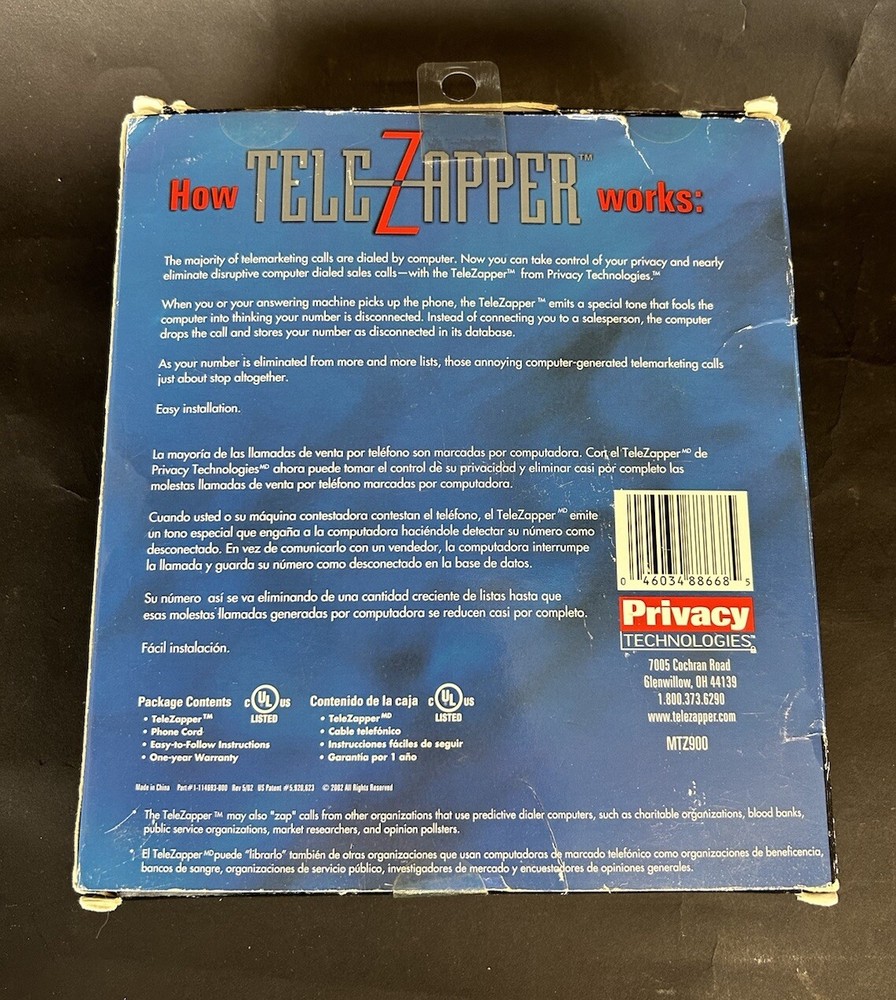 How TELEZAPPER™ works:
The majority of telemarketing calls are dialed by computer. Now you can take control of your privacy and nearly
eliminate disruptive computer dialed sales calls—with the TeleZapper™ from Privacy Technologies.™
When you or your answering machine picks up the phone, the TeleZapper™ emits a special tone that fools the
computer into thinking your number is disconnected. Instead of connecting you to a salesperson, the computer
drops the call and stores your number as disconnected in its database.
As your number is eliminated from more and more lists, those annoying computer-generated telemarketing calls
just about stop altogether.
Easy installation.
La mayoría de las llamadas de venta por teléfono son marcadas por computadora. Con el TeleZapper MD de
Privacy Technologies MD ahora puede tomar el control de su privacidad y eliminar casi por completo las
molestas llamadas de venta por teléfono marcadas por computadora.
Cuando usted o su máquina contestadora contestan el teléfono, el TeleZapper MD emite
un tono especial que engaña a la computadora haciéndole detectar su número como
desconectado. En vez de comunicarlo con un vendedor, la computadora interrumpe
la llamada y guarda su número como desconectado en la base de datos.
Su número así se va eliminando de una cantidad creciente de listas hasta que
esas molestas llamadas generadas por computadora se reducen casi por completo.
Fácil instalación.
0 46034 88668 5
Privacy
TECHNOLOGIES™
7005 Cochran Road
Glenwillow, OH 44139
1.800.373.6290
www.telezapper.com
MTZ900
Package Contents
• TeleZapper™
• Phone Cord
• Easy-to-Follow Instructions
• One-year Warranty
C UL US
LISTED
Contenido de la caja
• TeleZapper MD
• Cable telefónico
• Instrucciones fáciles de seguir
• Garantía por 1 año
C UL US
LISTED
Made in China Part# 1-114603-000 Rev 5/02 US Patent #5,020,623 © 2002 All Rights Reserved
* The TeleZapper™ may also "zap" calls from other organizations that use predictive dialer computers, such as charitable organizations, blood banks,
public service organizations, market researchers, and opinion pollsters.
* El TeleZapper MD puede "librarlo" también de otras organizaciones que usan computadoras de marcado telefónico como organizaciones de beneficencia,
bancos de sangre, organizaciones de servicio público, investigadores de mercado y encuestadores de opiniones generales.